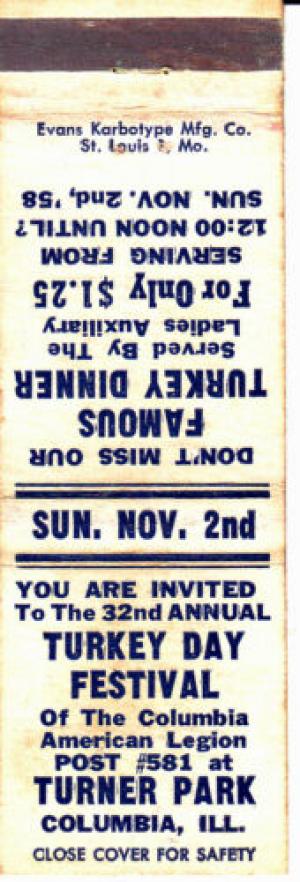 Evans Karbotype Mfg. Co.
St. Louis Mo.
DON'T MISS OUR
FAMOUS
TURKEY DINNER
Served By The
Ladies Auxiliary
For Only $1.25
SERVING FROM
12:00 NOON UNTIL?
SUN. NOV. 2nd, '58
SUN. NOV. 2nd
YOU ARE INVITED
To The 32nd ANNUAL
TURKEY DAY
FESTIVAL
Of The Columbia
American Legion
POST #581 at
TURNER PARK
COLUMBIA, ILL.
CLOSE COVER FOR SAFETY